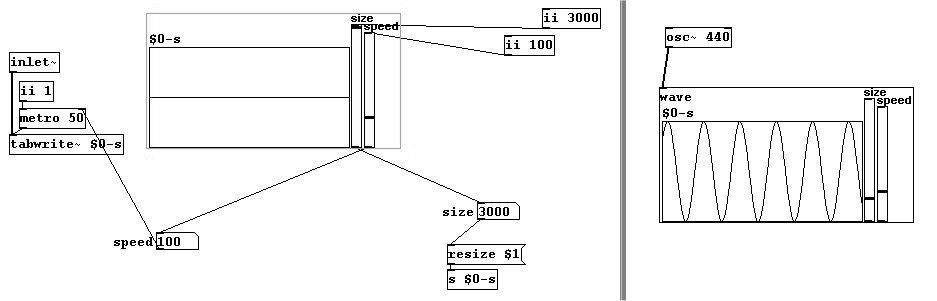 size
speed
ii 3000
$0-s
ii 100
inlet~
ii 1
metro 50
tabwrite~ $0-s
size 3000
speed 100
resize $1
s $0-s
osc~ 440
wave
size
speed
$0-s